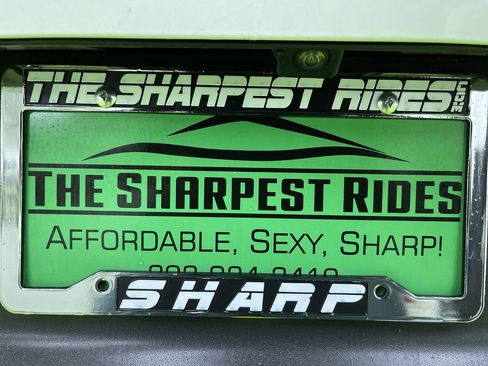 THE SHARPEST RIDES
THE SHARPEST RIDES
AFFORDABLE, SEXY, SHARP!
SHARP